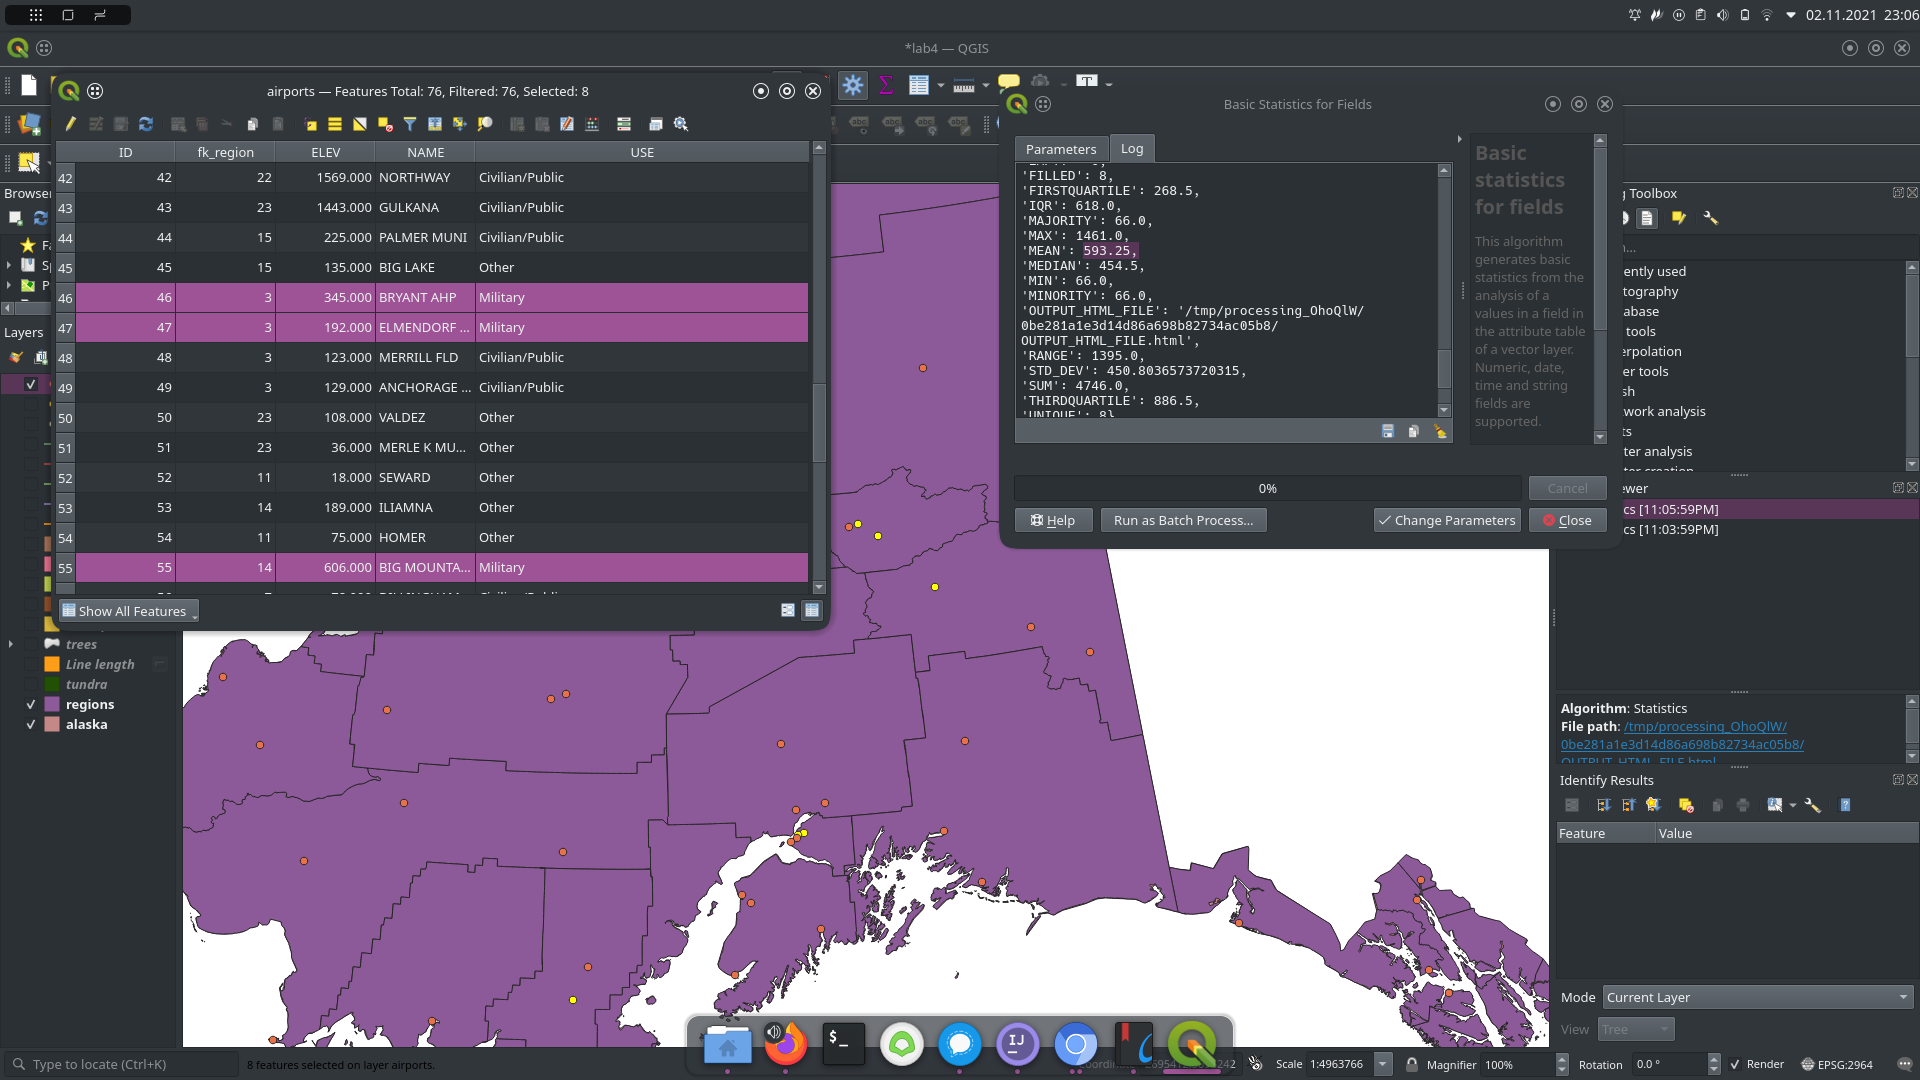 02.11.2021 23:06
*lab4 — QGIS
airports — Features Total: 76, Filtered: 76, Selected: 8
ID fk_region ELEV NAME USE
42 42 22 1569.000 NORTHWAY Civilian/Public
43 43 23 1443.000 GULKANA Civilian/Public
44 44 15 225.000 PALMER MUNI Civilian/Public
45 45 15 135.000 BIG LAKE Other
46 46 3 345.000 BRYANT AHP Military
47 47 3 192.000 ELMENDORF ... Military
48 48 3 123.000 MERRILL FLD Civilian/Public
49 49 3 129.000 ANCHORAGE ... Civilian/Public
50 50 23 108.000 VALDEZ Other
51 51 23 36.000 MERLE K MU... Other
52 52 11 18.000 SEWARD Other
53 53 14 189.000 ILIAMNA Other
54 54 11 75.000 HOMER Other
55 55 14 606.000 BIG MOUNTA... Military
Show All Features
Browser
Layers
trees
Line length
tundra
regions
alaska
Basic Statistics for Fields
Parameters Log
'FILLED': 8,
'FIRSTQUARTILE': 268.5,
'IQR': 618.0,
'MAJORITY': 66.0,
'MAX': 1461.0,
'MEAN': 593.25,
'MEDIAN': 454.5,
'MIN': 66.0,
'MINORITY': 66.0,
'OUTPUT_HTML_FILE': '/tmp/processing_OhoQlW/
0be281a1e3d14d86a698b82734ac05b8/
OUTPUT_HTML_FILE.html',
'RANGE': 1395.0,
'STD_DEV': 450.8036573720315,
'SUM': 4746.0,
'THIRDQUARTILE': 886.5,
'UNIQUE': 8}
Basic
statistics
for fields
This algorithm
generates basic
statistics from the
analysis of a
values in a field in
the attribute table
of a vector layer.
Numeric, date,
time and string
fields are
supported.
0%
Cancel
Help
Run as Batch Process...
Change Parameters
Close
g Toolbox
ently used
tography
abase
tools
erpolation
er tools
sh
work analysis
ts
ter analysis
ewer
cs [11:05:59PM]
cs [11:03:59PM]
Algorithm: Statistics
File path: /tmp/processing_OhoQlW/
0be281a1e3d14d86a698b82734ac05b8/
OUTPUT_HTML_FILE.html
Identify Results
Feature Value
Mode Current Layer
View Tree
Type to locate (Ctrl+K)
8 features selected on layer airports.
Scale 1:4963766
Magnifier 100%
Rotation 0.0 °
Render
EPSG:2964